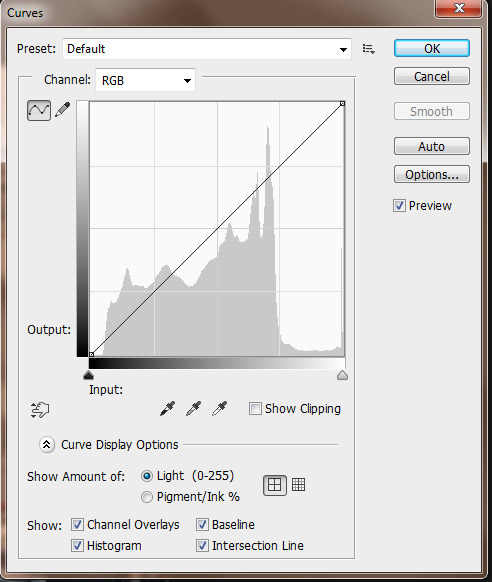 Curves
Preset: Default
OK
Channel: RGB
Cancel
Smooth
Auto
Options...
Preview
Output:
Input:
Show Clipping
Curve Display Options
Show Amount of: Light (0-255)
Pigment/Ink %
Show: Channel Overlays Baseline
Histogram Intersection Line